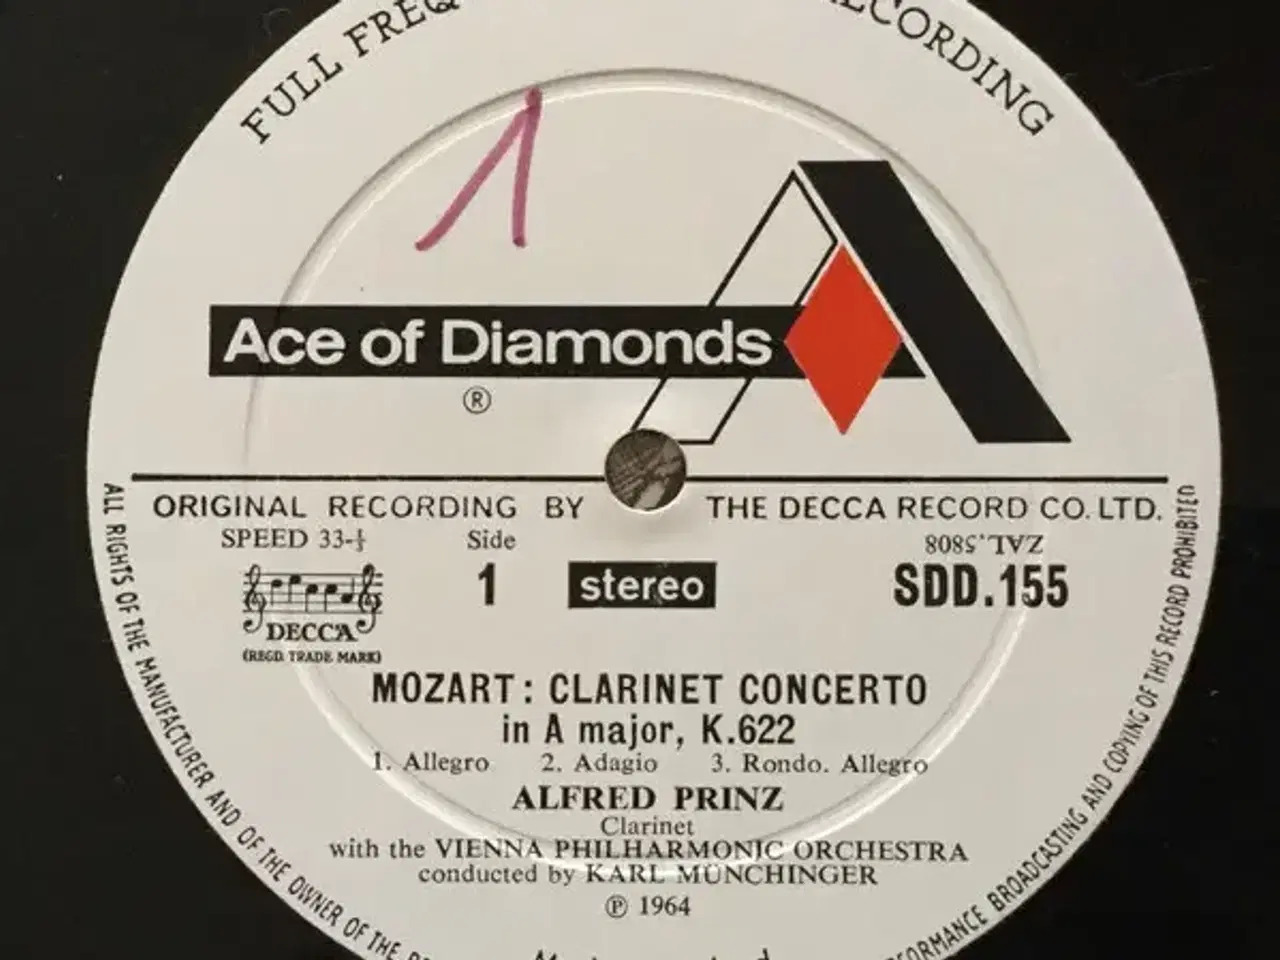 FULL FREQ
RECORDING
1
Ace of Diamonds
®
ORIGINAL RECORDING BY THE DECCA RECORD CO. LTD.
SPEED 33-⅓ Side ZAL.5808
1 stereo SDD.155
DECCA
(REGD. TRADE MARK)
MOZART: CLARINET CONCERTO
in A major, K.622
1. Allegro 2. Adagio 3. Rondo. Allegro
ALFRED PRINZ
Clarinet
with the VIENNA PHILHARMONIC ORCHESTRA
conducted by KARL MÜNCHINGER
℗ 1964
ALL RIGHTS OF THE MANUFACTURER AND OF THE OWNER OF THE
PERFORMANCE BROADCASTING AND COPYING OF THIS RECORD PROHIBITED